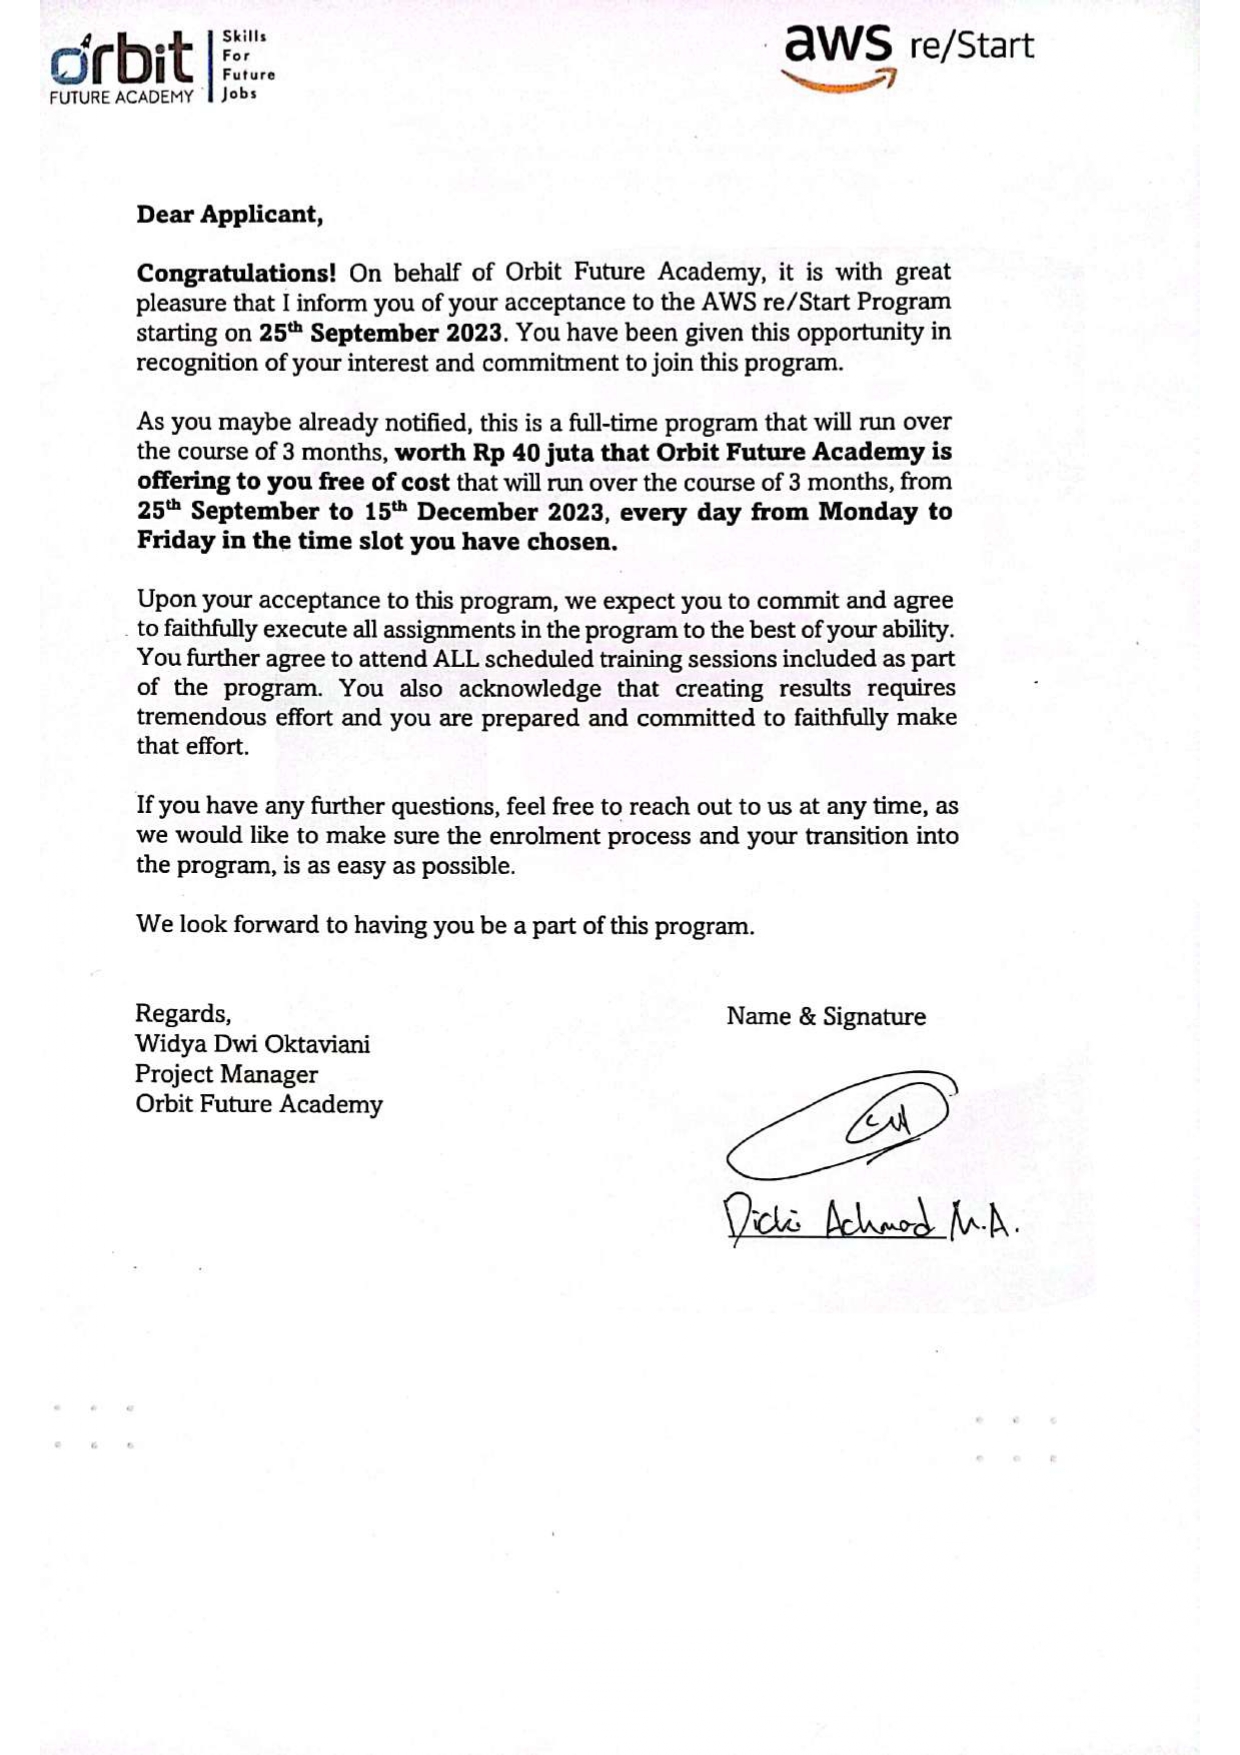 orbit
FUTURE ACADEMY
Skills
For
Future
Jobs
aws re/Start
Dear Applicant,
Congratulations! On behalf of Orbit Future Academy, it is with great
pleasure that I inform you of your acceptance to the AWS re/Start Program
starting on 25th September 2023. You have been given this opportunity in
recognition of your interest and commitment to join this program.
As you maybe already notified, this is a full-time program that will run over
the course of 3 months, worth Rp 40 juta that Orbit Future Academy is
offering to you free of cost that will run over the course of 3 months, from
25th September to 15th December 2023, every day from Monday to
Friday in the time slot you have chosen.
Upon your acceptance to this program, we expect you to commit and agree
to faithfully execute all assignments in the program to the best of your ability.
You further agree to attend ALL scheduled training sessions included as part
of the program. You also acknowledge that creating results requires
tremendous effort and you are prepared and committed to faithfully make
that effort.
If you have any further questions, feel free to reach out to us at any time, as
we would like to make sure the enrolment process and your transition into
the program, is as easy as possible.
We look forward to having you be a part of this program.
Regards,
Widya Dwi Oktaviani
Project Manager
Orbit Future Academy
Name & Signature
Dicki Achmad M.A.